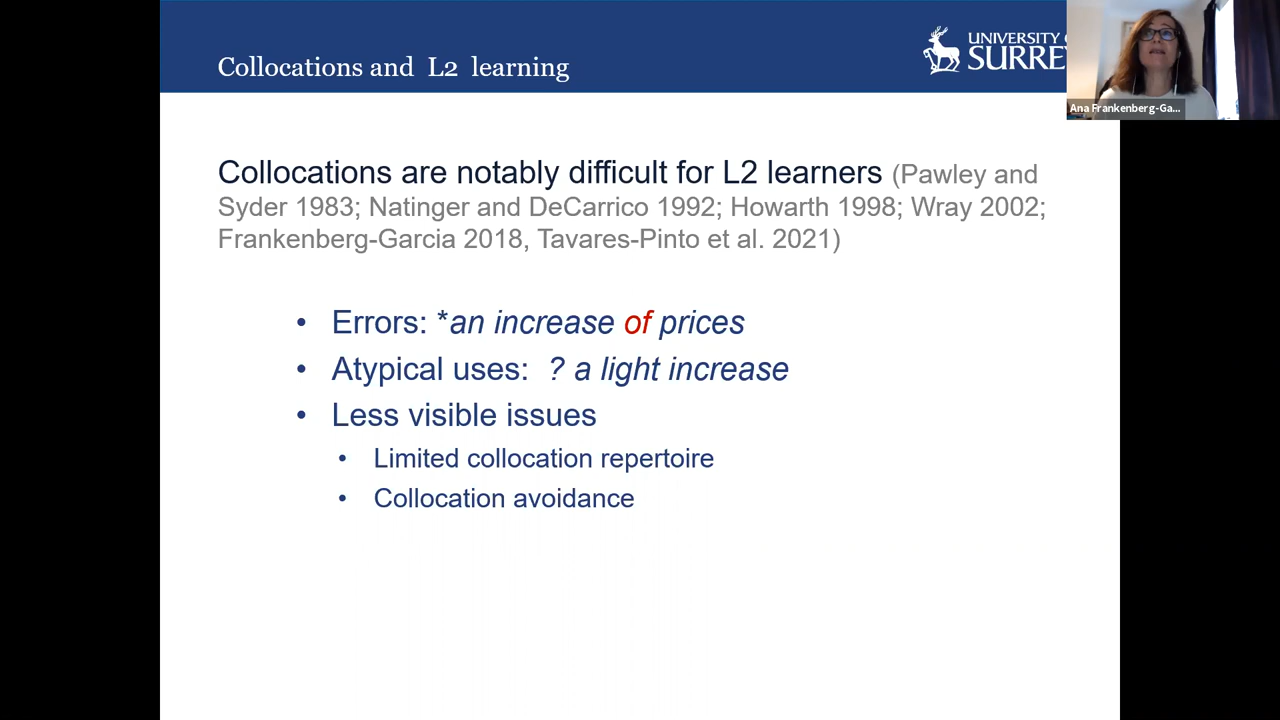 Collocations and L2 learning
UNIVERSITY
SURREY
Ana Frankenberg-Ga...
Collocations are notably difficult for L2 learners (Pawley and
Syder 1983; Natinger and DeCarrico 1992; Howarth 1998; Wray 2002;
Frankenberg-Garcia 2018, Tavares-Pinto et al. 2021)
• Errors: *an increase of prices
• Atypical uses: ? a light increase
• Less visible issues
• Limited collocation repertoire
• Collocation avoidance